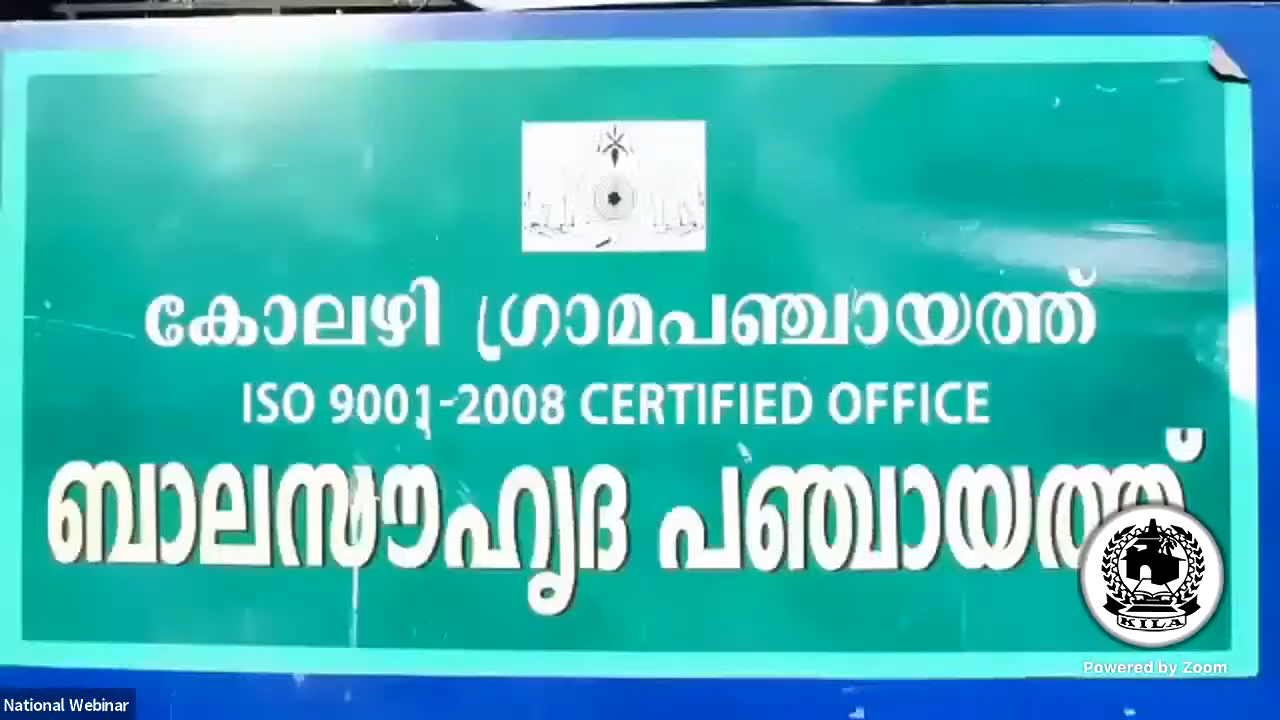 കോലഴി ഗ്രാമപഞ്ചായത്ത്
ISO 9001-2008 CERTIFIED OFFICE
ബാലസൗഹൃദ പഞ്ചായത്ത്
KILA
Powered by Zoom
National Webinar